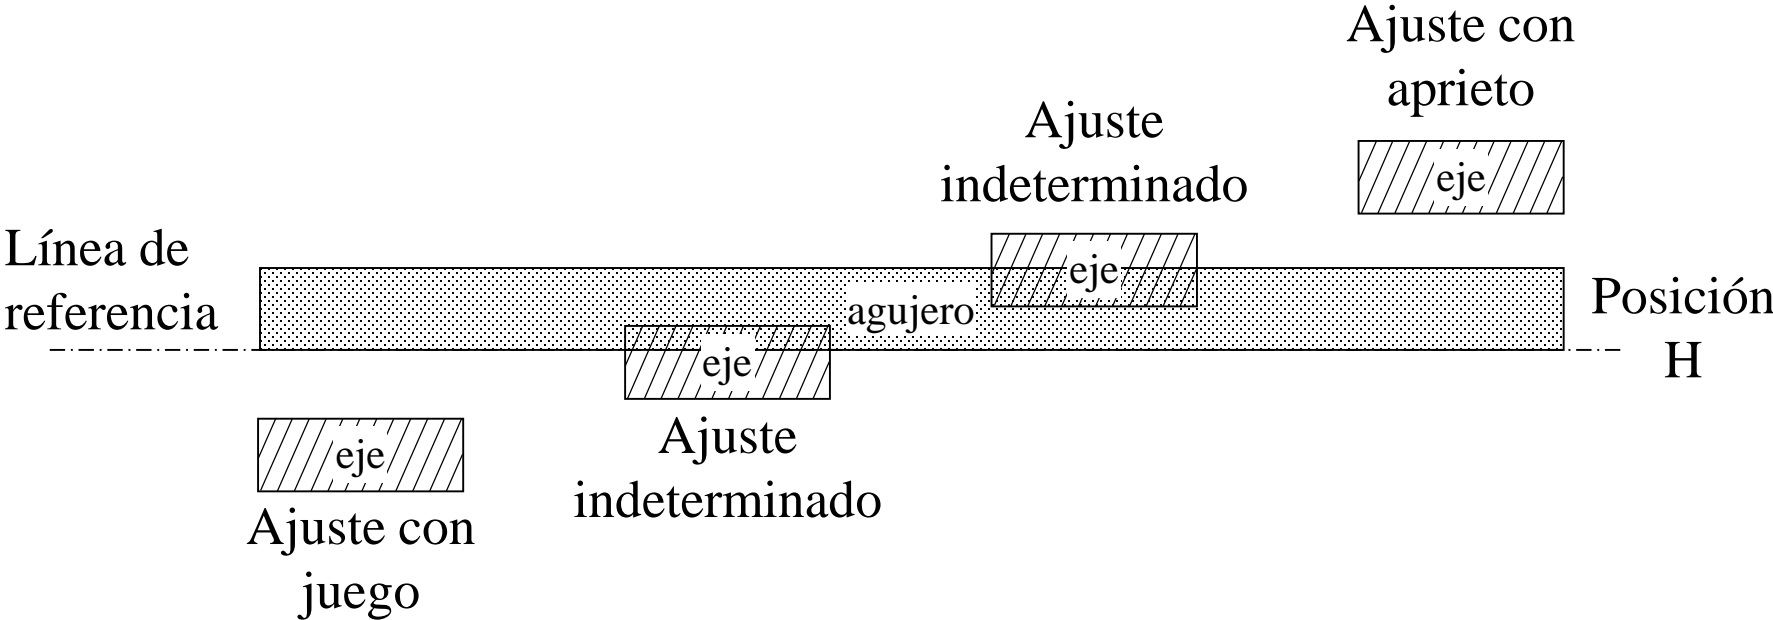 Ajuste con
aprieto
eje
Ajuste
indeterminado
eje
Línea de
referencia
agujero
Posición
H
eje
Ajuste
indeterminado
eje
Ajuste con
juego